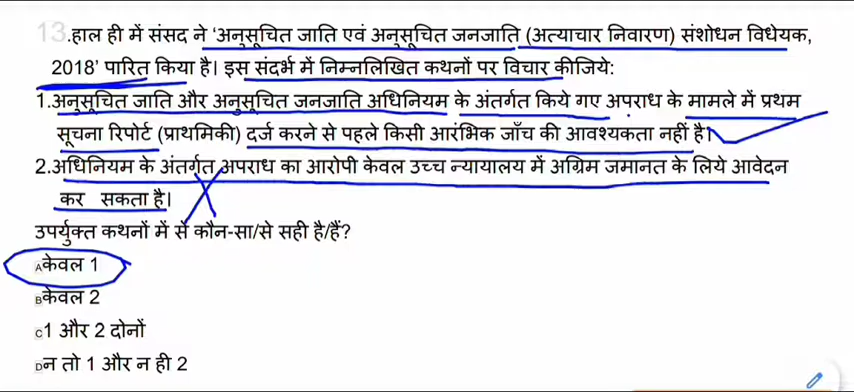 13.हाल ही में संसद ने 'अनुसूचित जाति एवं अनुसूचित जनजाति (अत्याचार निवारण) संशोधन विधेयक,
2018' पारित किया है। इस संदर्भ में निम्नलिखित कथनों पर विचार कीजिये:
1.अनुसूचित जाति और अनुसूचित जनजाति अधिनियम के अंतर्गत किये गए अपराध के मामले में प्रथम
सूचना रिपोर्ट (प्राथमिकी) दर्ज करने से पहले किसी आरंभिक जाँच की आवश्यकता नहीं है।
2.अधिनियम के अंतर्गत अपराध का आरोपी केवल उच्च न्यायालय में अग्रिम जमानत के लिये आवेदन
कर सकता है।
उपर्युक्त कथनों में से कौन-सा/से सही है/हैं?
Aकेवल 1
Bकेवल 2
C1 और 2 दोनों
Dन तो 1 और न ही 2